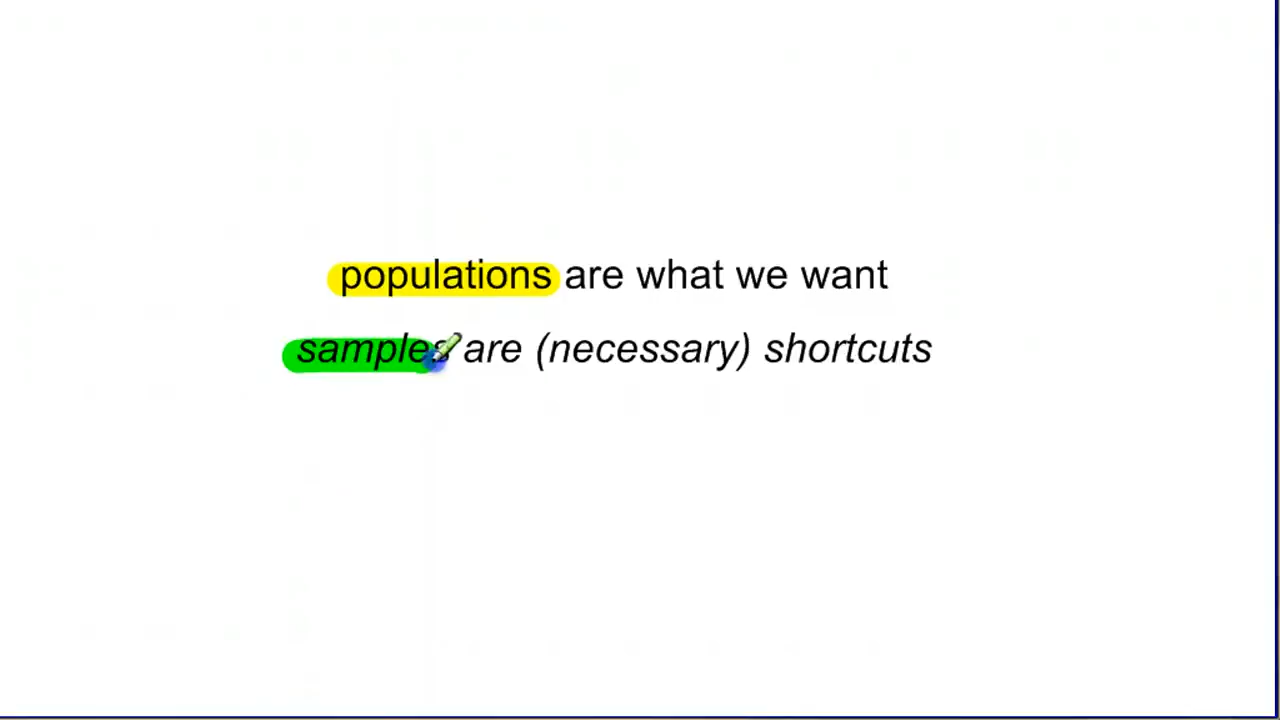 populations are what we want
samples are (necessary) shortcuts